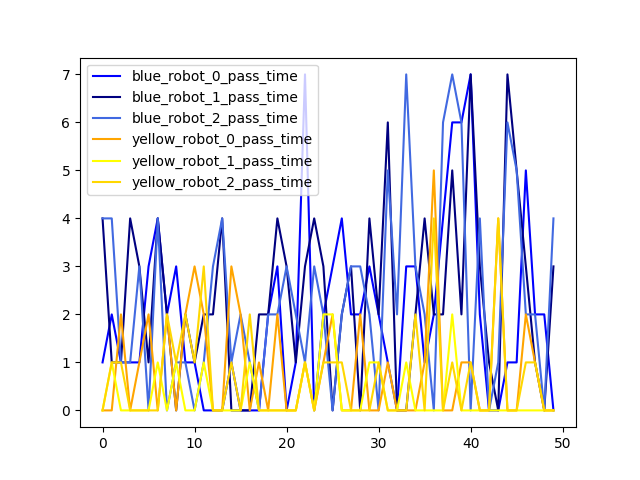 blue_robot_0_pass_time
blue_robot_1_pass_time
blue_robot_2_pass_time
yellow_robot_0_pass_time
yellow_robot_1_pass_time
yellow_robot_2_pass_time
7
6
5
4
3
2
1
0
0 10 20 30 40 50